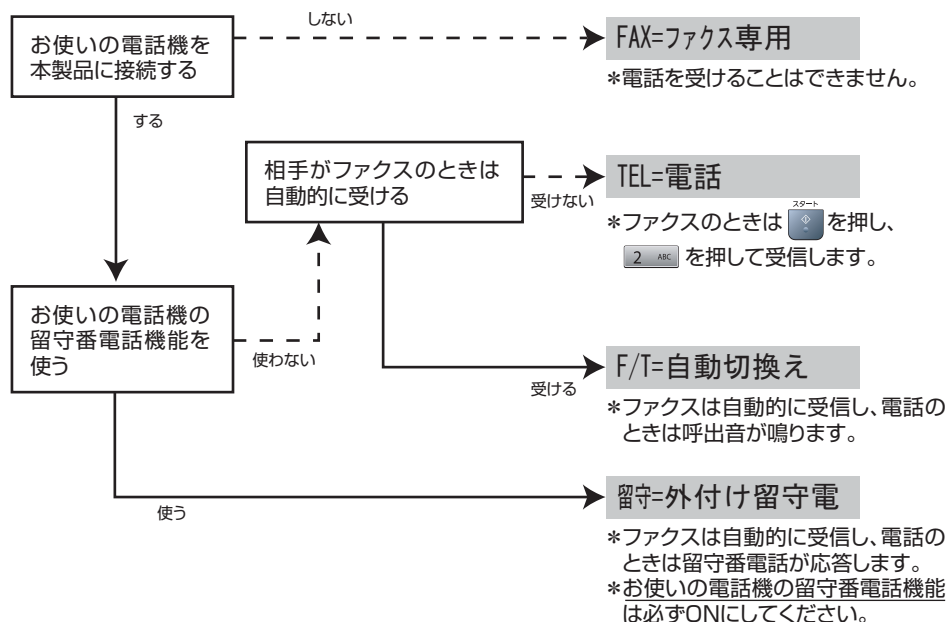 しない
お使いの電話機を
本製品に接続する
FAX=ファクス専用
*電話を受けることはできません。
する
相手がファクスのときは
自動的に受ける
受けない
TEL=電話
スタート
*ファクスのときは を押し、
2 ABC を押して受信します。
お使いの電話機の
留守番電話機能を
使う
使わない
受ける
F/T=自動切換え
*ファクスは自動的に受信し、電話の
ときは呼出音が鳴ります。
使う
留守=外付け留守電
*ファクスは自動的に受信し、電話の
ときは留守番電話が応答します。
*お使いの電話機の留守番電話機能
は必ずONにしてください。